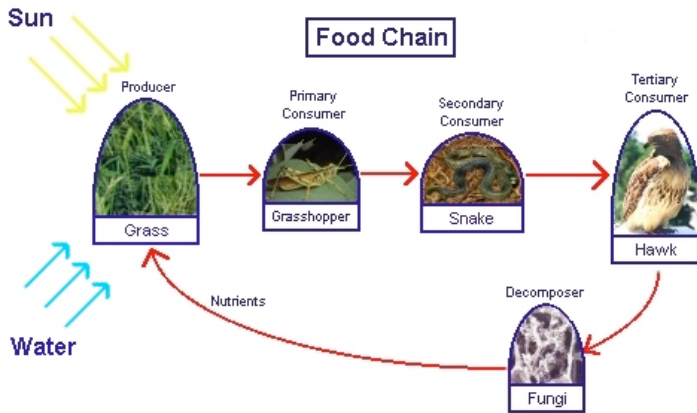 Sun
Food Chain
Producer
Primary
Consumer
Secondary
Consumer
Tertiary
Consumer
Grass
Grasshopper
Snake
Hawk
Nutrients
Decomposer
Water
Fungi